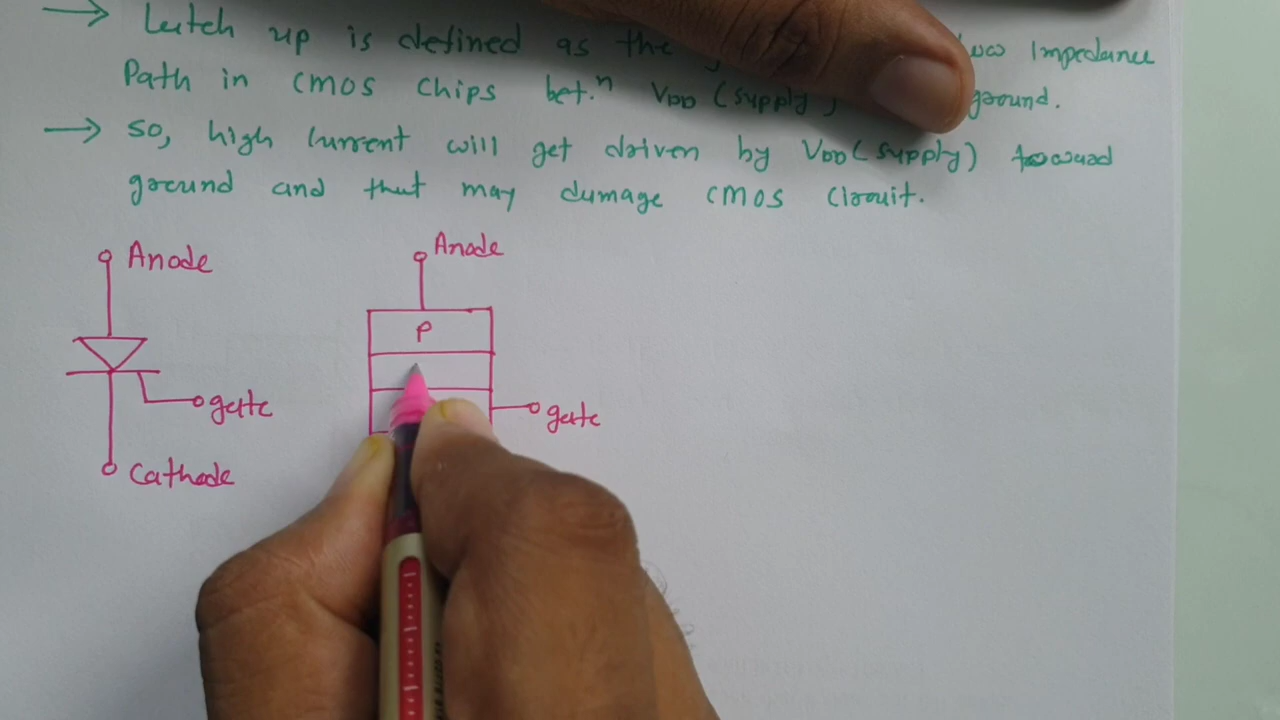 → Latch up is defined as the low Impedance
Path in CMOS Chips bet.n VDD (supply) ground.
→ so, high current will get driven by VDD (supply) toward
ground and that may damage CMOS Circuit.
Anode
Anode
P
gate
gate
Cathode